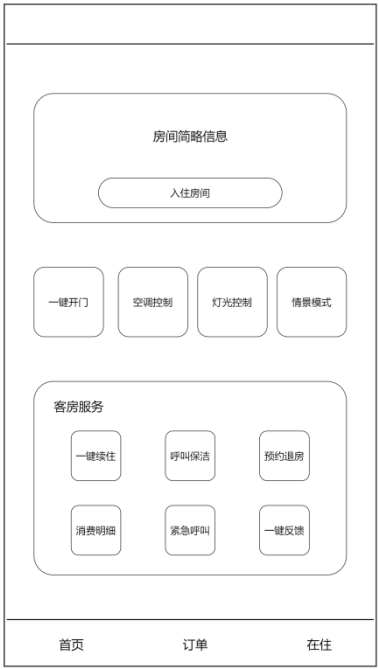 房间简略信息
入住房间
一键开门 空调控制 灯光控制 情景模式
客房服务
一键续住 呼叫保洁 预约退房
消费明细 紧急呼叫 一键反馈
首页 订单 在住